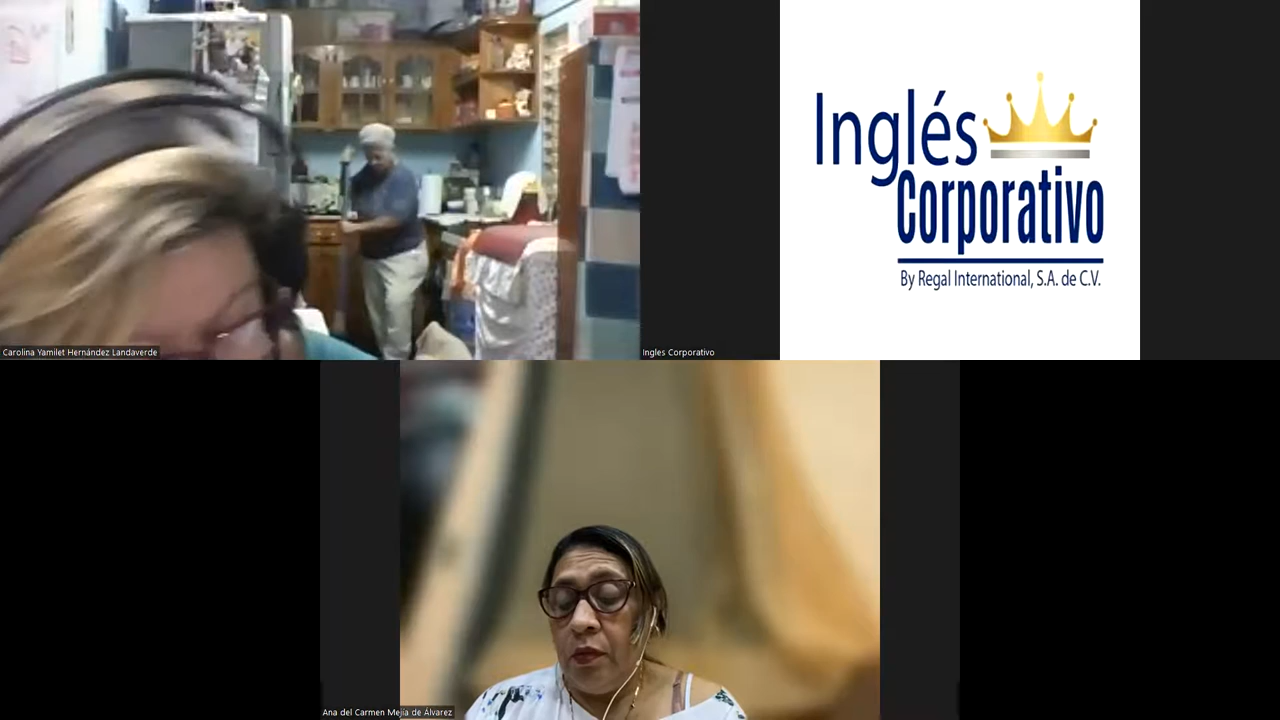 Inglés
Corporativo
By Regal International, S.A. de C.V.
Carolina Yamilet Hernández Landaverde
Ingles Corporativo
Ana del Carmen Mejía de Álvarez